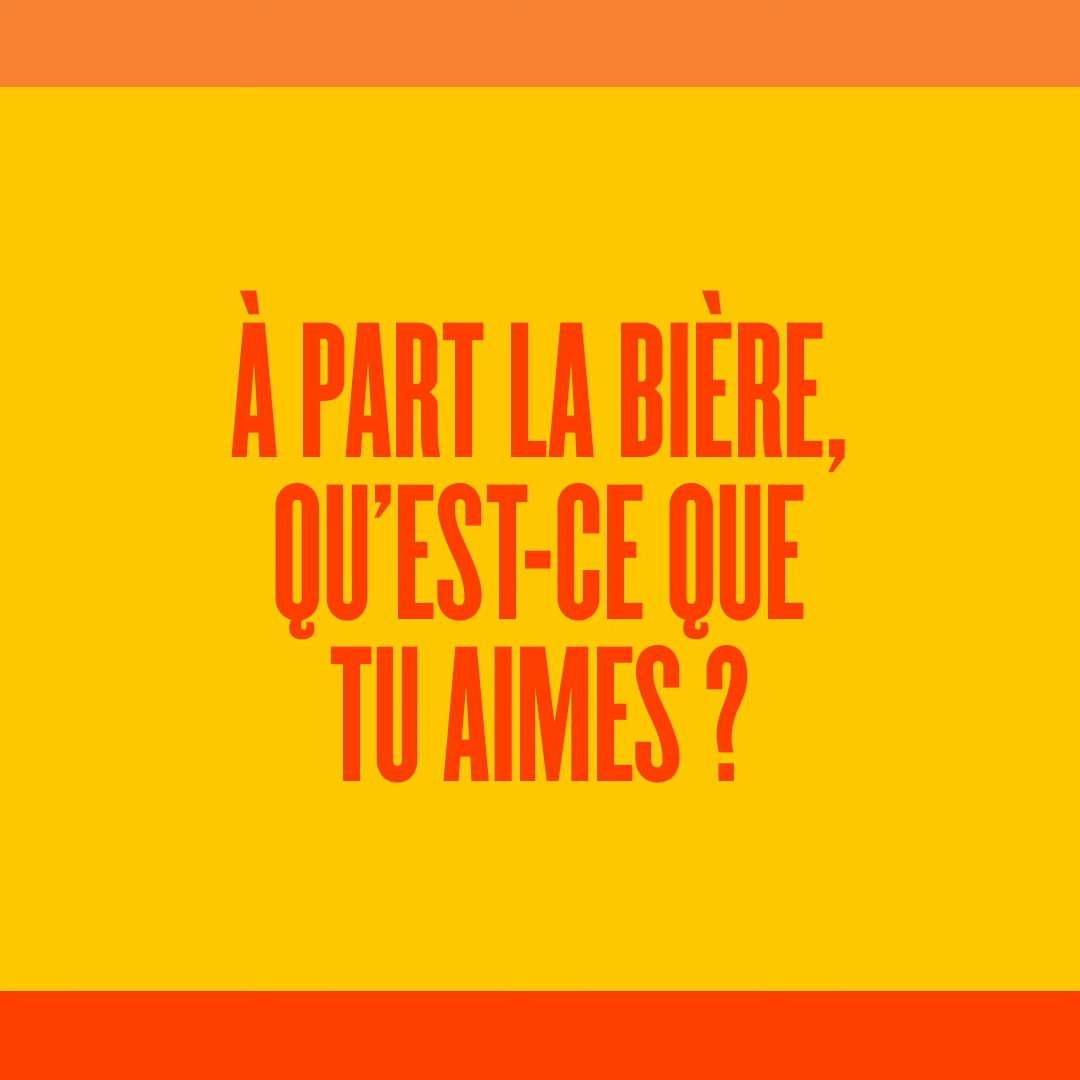 À PART LA BIÈRE,
QU’EST-CE QUE
TU AIMES ?